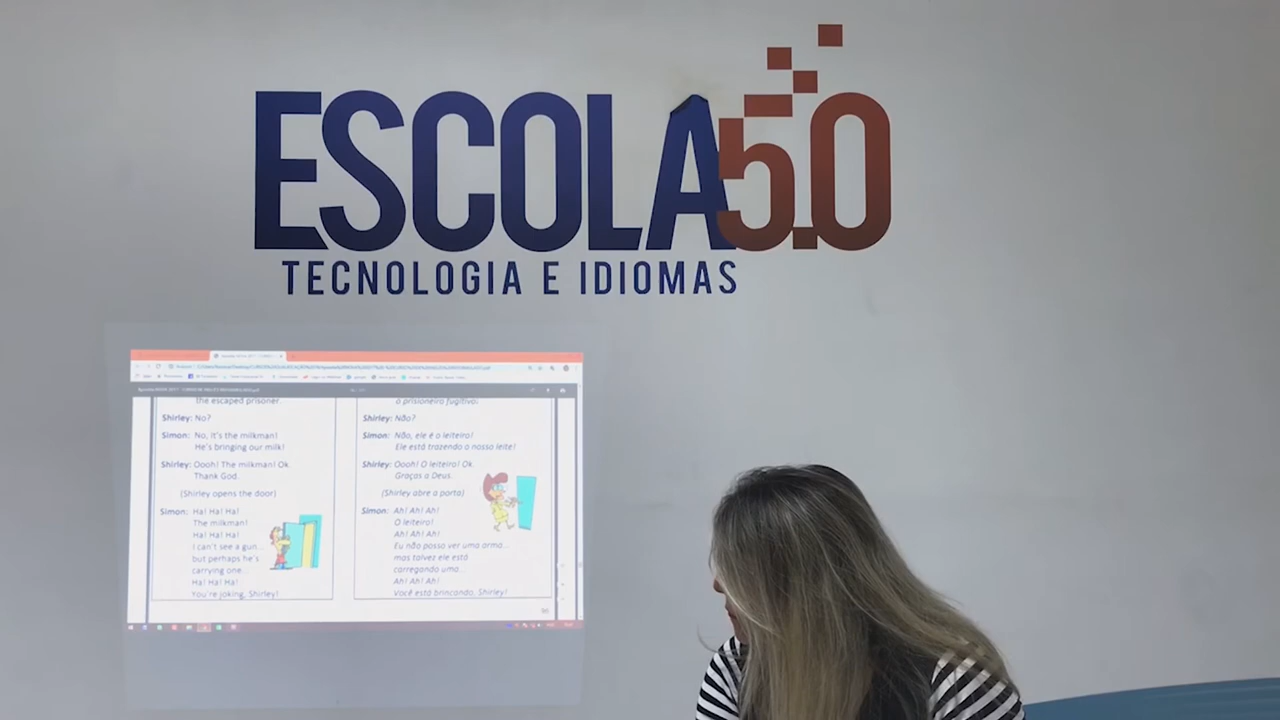 ESCOLA 5.0
TECNOLOGIA E IDIOMAS
the escaped prisoner.
Shirley: No?
Simon: No, it's the milkman!
He's bringing our milk!
Shirley: Oooh! The milkman! Ok.
Thank God.
(Shirley opens the door)
Simon: Ha! Ha! Ha!
The milkman!
Ha! Ha! Ha!
I can't see a gun...
but perhaps he's
carrying one...
Ha! Ha! Ha!
You're joking, Shirley!
o prisioneiro fugitivo!
Shirley: Não?
Simon: Não, ele é o leiteiro!
Ele está trazendo o nosso leite!
Shirley: Oooh! O leiteiro! Ok.
Graças a Deus.
(Shirley abre a porta)
Simon: Ah! Ah! Ah!
O leiteiro!
Ah! Ah! Ah!
Eu não posso ver uma arma...
mas talvez ele está
carregando uma...
Ah! Ah! Ah!
Você está brincando, Shirley!